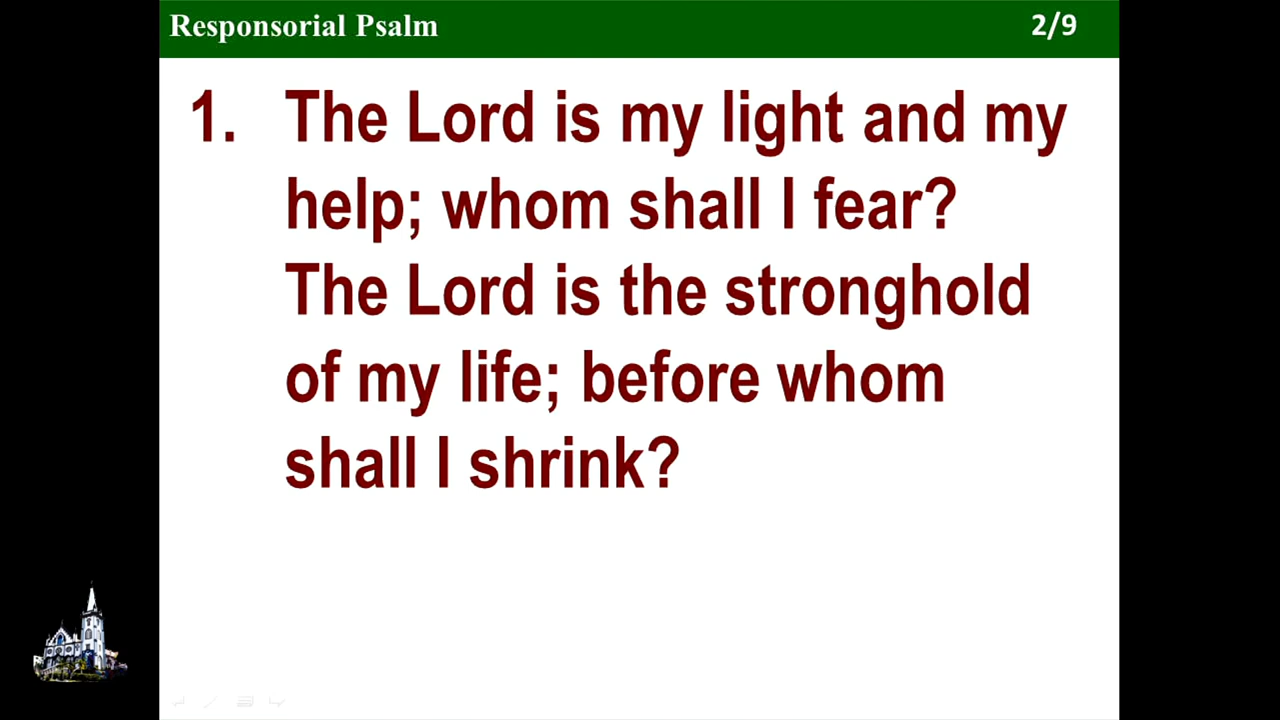 Responsorial Psalm 2/9
1. The Lord is my light and my
help; whom shall I fear?
The Lord is the stronghold
of my life; before whom
shall I shrink?